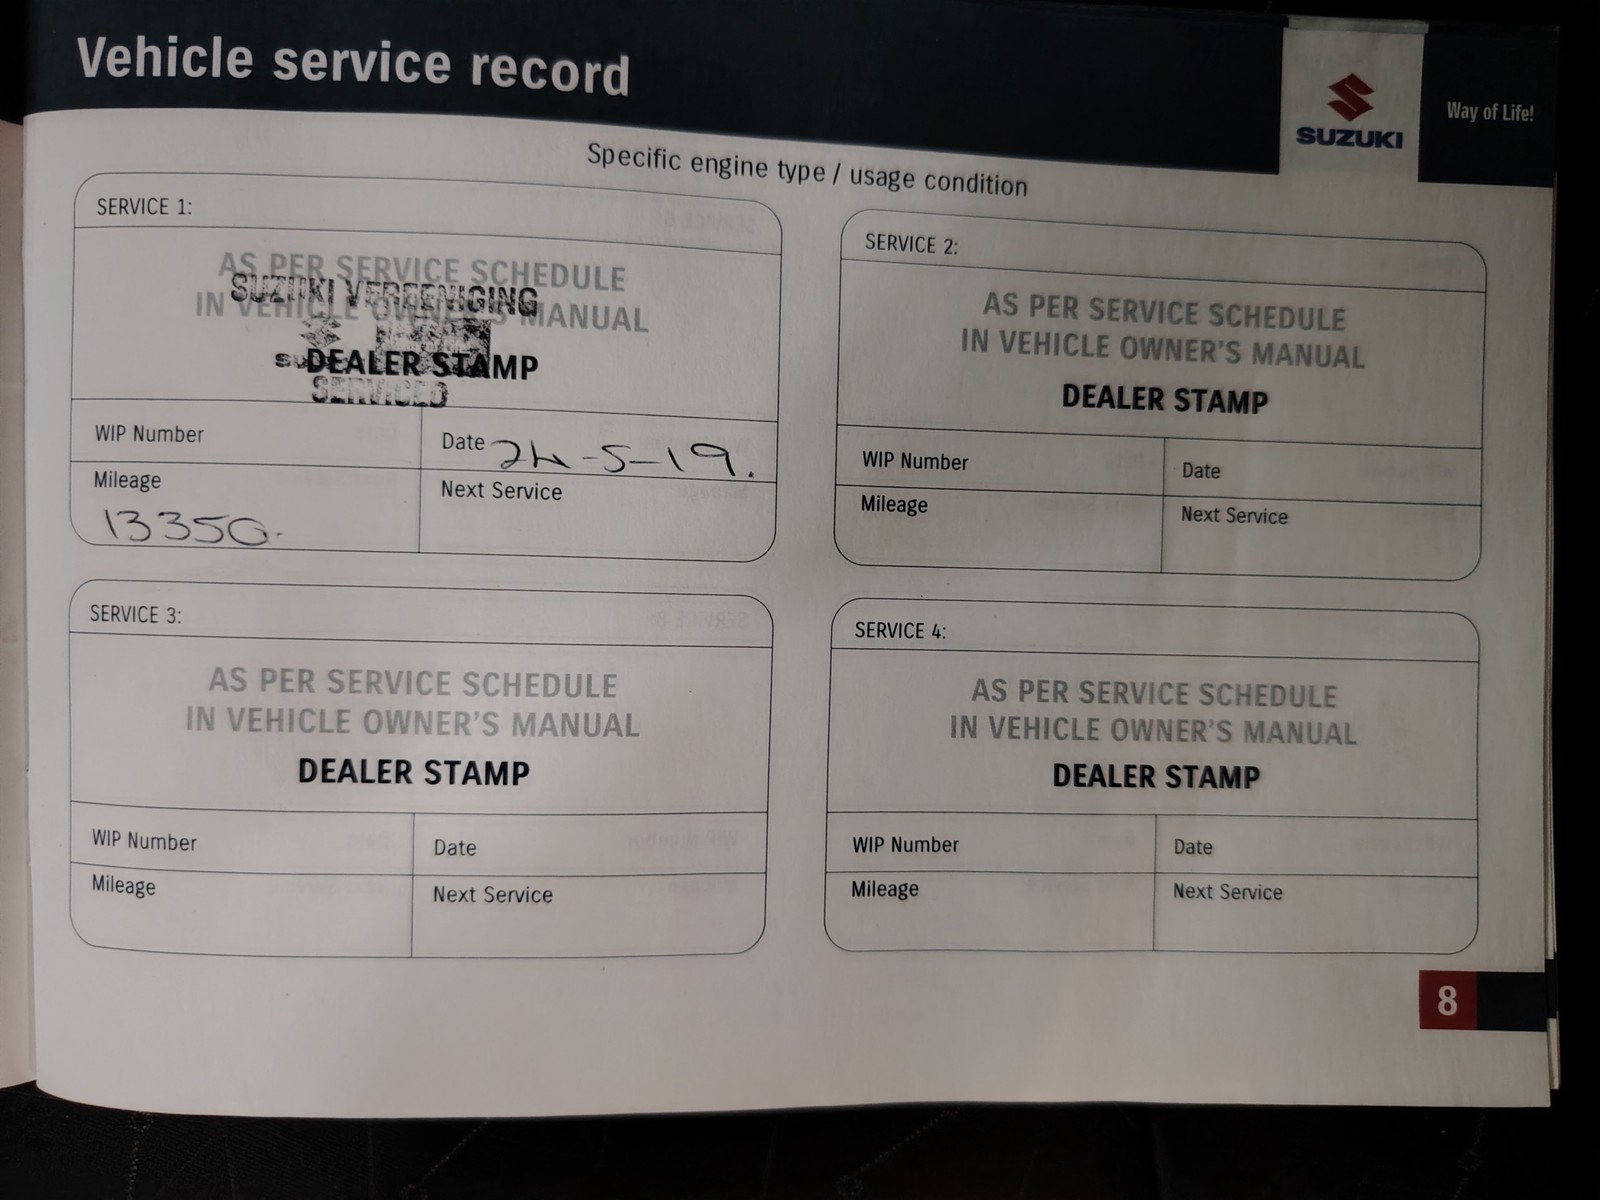 Vehicle service record
SUZUKI
Way of Life!
Specific engine type / usage condition
SERVICE 1:
AS PER SERVICE SCHEDULE
IN VEHICLE OWNER'S MANUAL
SUZUKI VEREENIGING
DEALER STAMP
SERVICED
WIP Number
Date 24-5-19.
Mileage
13350.
Next Service
SERVICE 2:
AS PER SERVICE SCHEDULE
IN VEHICLE OWNER'S MANUAL
DEALER STAMP
WIP Number
Date
Mileage
Next Service
SERVICE 3:
AS PER SERVICE SCHEDULE
IN VEHICLE OWNER'S MANUAL
DEALER STAMP
WIP Number
Date
Mileage
Next Service
SERVICE 4:
AS PER SERVICE SCHEDULE
IN VEHICLE OWNER'S MANUAL
DEALER STAMP
WIP Number
Date
Mileage
Next Service
8